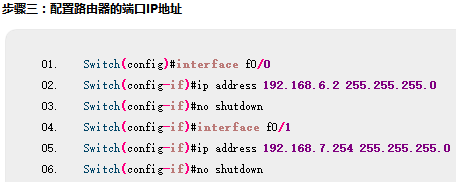 步骤三：配置路由器的端口IP地址
01. Switch(config)#interface f0/0
02. Switch(config-if)#ip address 192.168.6.2 255.255.255.0
03. Switch(config-if)#no shutdown
04. Switch(config-if)#interface f0/1
05. Switch(config-if)#ip address 192.168.7.254 255.255.255.0
06. Switch(config-if)#no shutdown